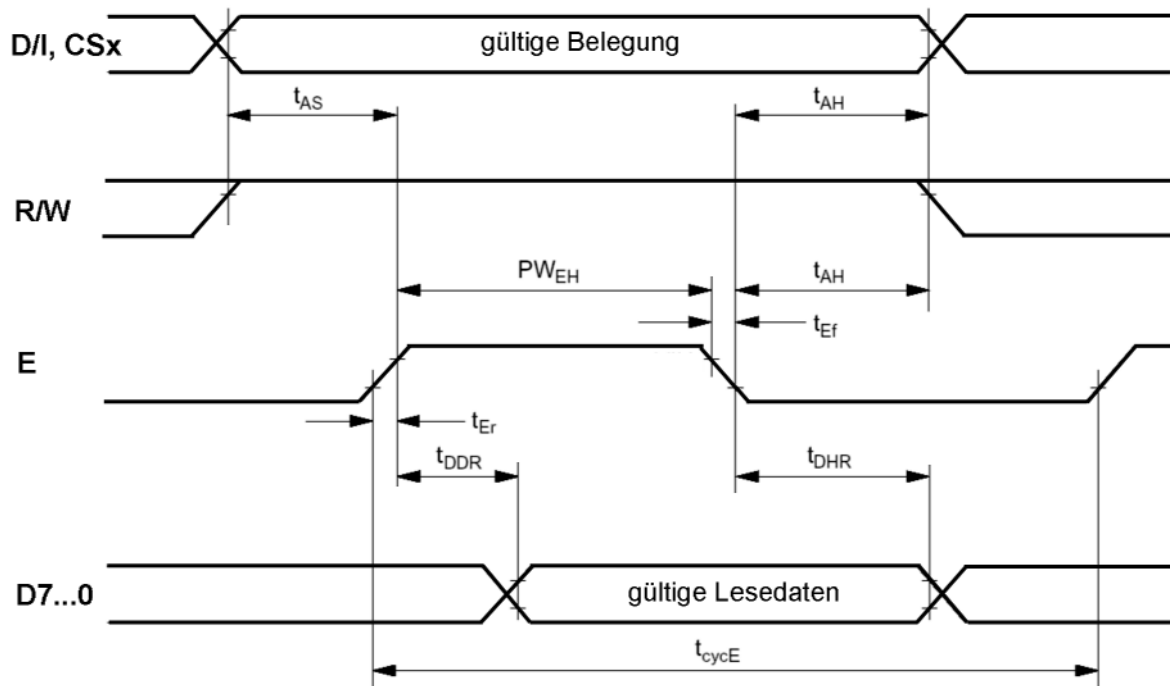 D/I, CSx
gültige Belegung
tAS
tAH
R/W
PWEH
tAH
tEf
E
tEr
tDDR
tDHR
D7...0
gültige Lesedaten
tcycE